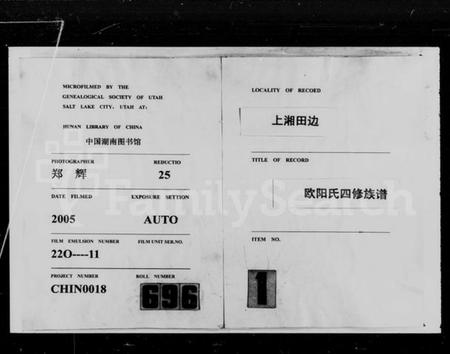 MICROFILMED BY THE
GENEALOGICAL SOCIETY OF UTAH
SALT LAKE CITY, UTAH AT:
HUNAN LIBRARY OF CHINA
中国湖南图书馆
PHOTOGRAPHER REDUCTIO
郑 辉 25
DATE FILMED EXPOSURE SETTION
2005 AUTO
FILM EMULSION NUMBER FILM UNIT SER.NO.
22O----11
PROJECT NUMBER ROLL NUMBER
CHIN0018 696
LOCALITY OF RECORD
上湘田边
TITLE OF RECORD
欧阳氏四修族谱
ITEM NO.
1
FamilySearch